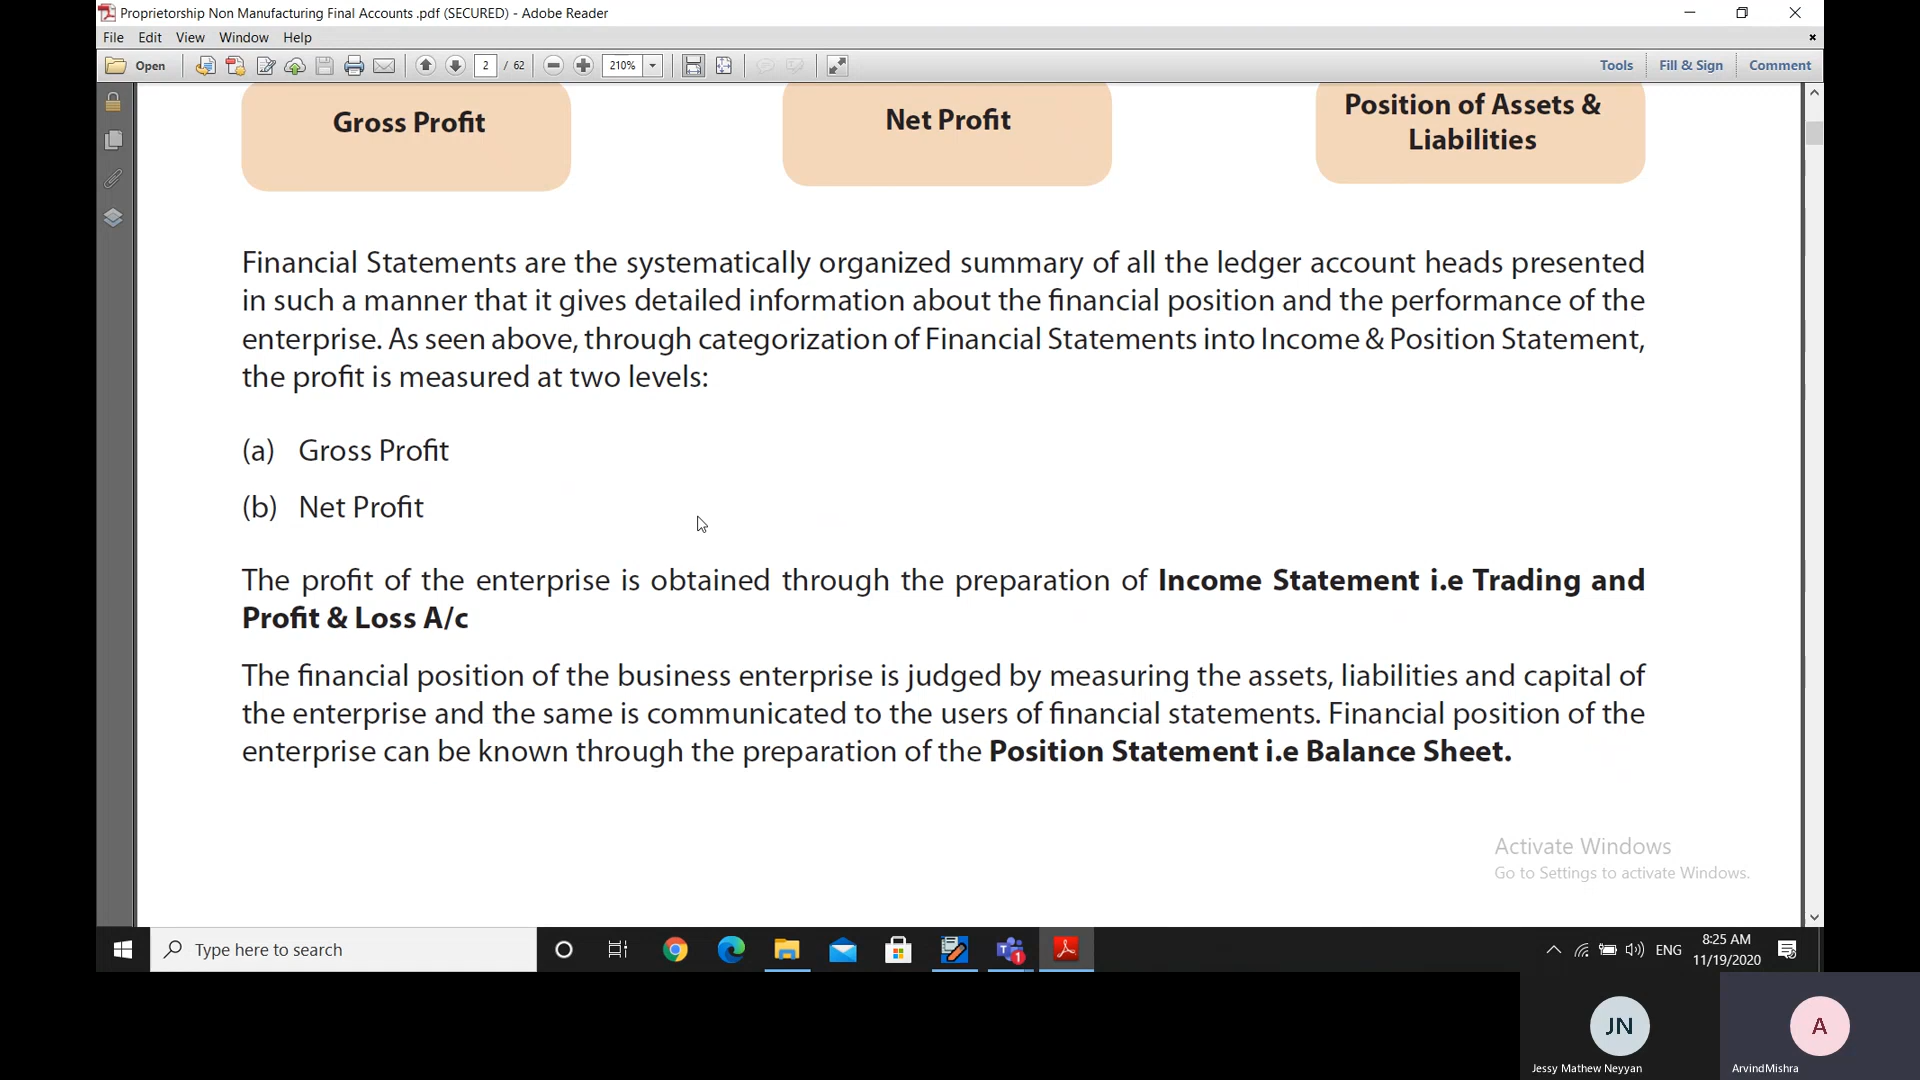 Proprietorship Non Manufacturing Final Accounts .pdf (SECURED) - Adobe Reader
File Edit View Window Help
Open 2 / 62 210% Tools Fill & Sign Comment
Gross Profit
Net Profit
Position of Assets &
Liabilities
Financial Statements are the systematically organized summary of all the ledger account heads presented
in such a manner that it gives detailed information about the financial position and the performance of the
enterprise. As seen above, through categorization of Financial Statements into Income & Position Statement,
the profit is measured at two levels:
(a) Gross Profit
(b) Net Profit
The profit of the enterprise is obtained through the preparation of Income Statement i.e Trading and
Profit & Loss A/c
The financial position of the business enterprise is judged by measuring the assets, liabilities and capital of
the enterprise and the same is communicated to the users of financial statements. Financial position of the
enterprise can be known through the preparation of the Position Statement i.e Balance Sheet.
Activate Windows
Go to Settings to activate Windows.
Type here to search
1
ENG
8:25 AM
11/19/2020
JN
A
Jessy Mathew Neyyan
ArvindMishra